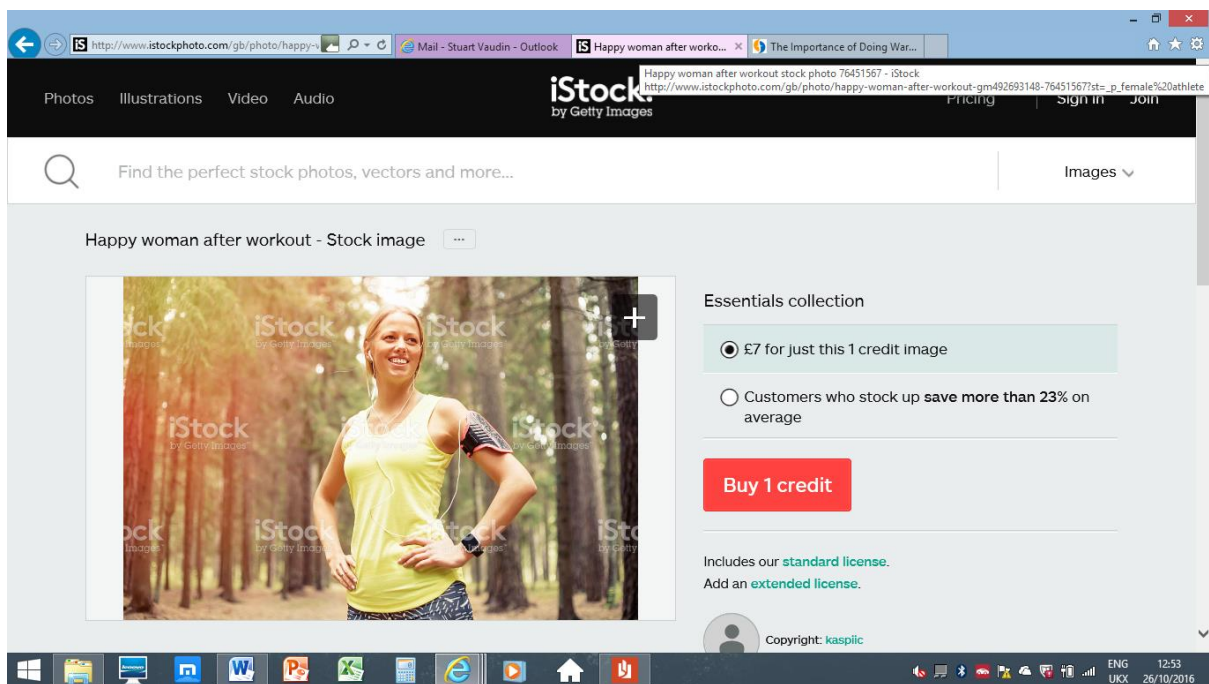 http://www.istockphoto.com/gb/photo/happy-
Mail - Stuart Vaudin - Outlook
Happy woman after worko...
The Importance of Doing War...
Happy woman after workout stock photo 76451567 - iStock
http://www.istockphoto.com/gb/photo/happy-woman-after-workout-gm492693148-76451567?st=_p_female%20athlete
Photos Illustrations Video Audio
iStock.
by Getty Images
Pricing Sign in Join
Find the perfect stock photos, vectors and more...
Images
Happy woman after workout - Stock image
iStock
by Getty Images
Essentials collection
£7 for just this 1 credit image
Customers who stock up save more than 23% on
average
Buy 1 credit
Includes our standard license.
Add an extended license.
Copyright: kaspiic
ENG 12:53
UKX 26/10/2016